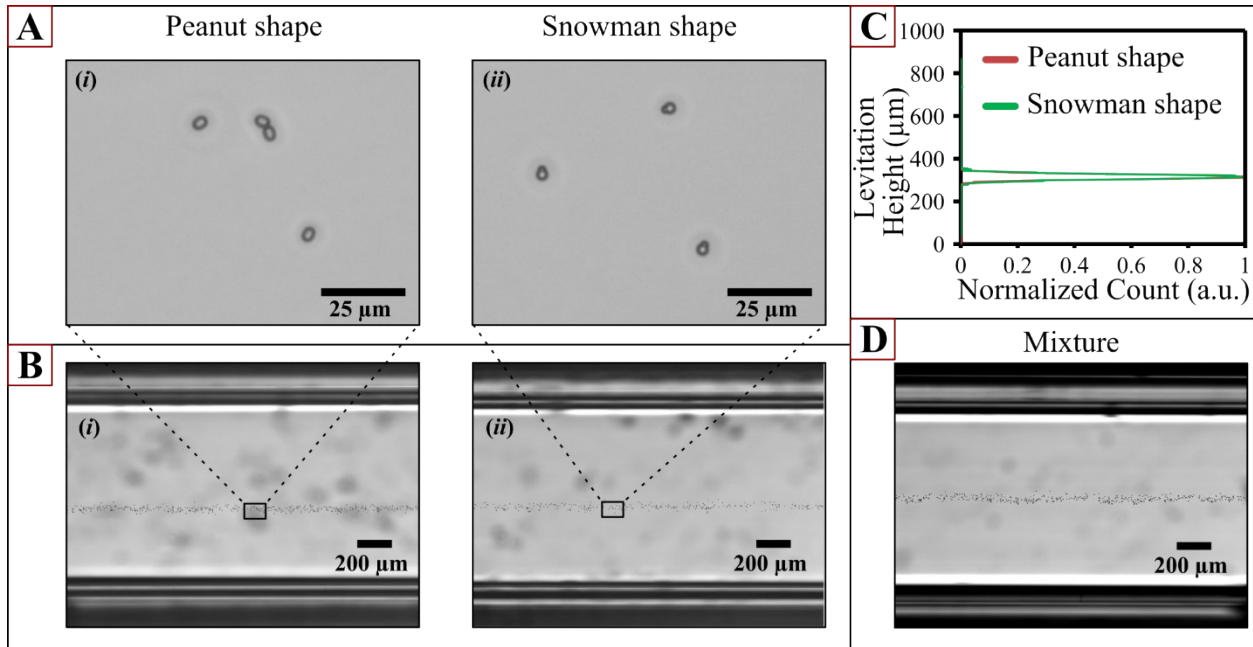 A
Peanut shape
Snowman shape
(i)
(ii)
25 µm
25 µm
B
(i)
(ii)
200 µm
200 µm
C
1000
800
600
400
200
0
Levitation
Height (µm)
Peanut shape
Snowman shape
0 0.2 0.4 0.6 0.8 1
Normalized Count (a.u.)
D
Mixture
200 µm